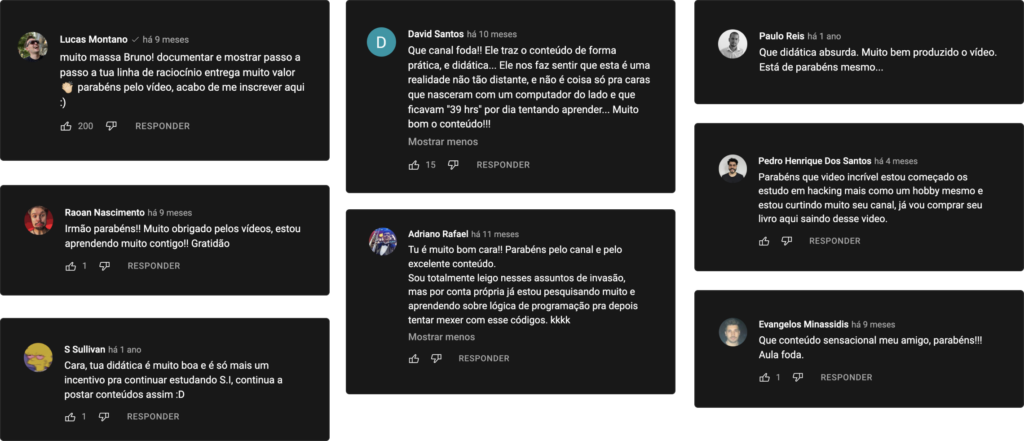 Lucas Montano há 9 meses
muito massa Bruno! documentar e mostrar passo a
passo a tua linha de raciocínio entrega muito valor
👏🏻 parabéns pelo vídeo, acabo de me inscrever aqui
:)
200 RESPONDER
Raoan Nascimento há 9 meses
Irmão parabéns!! Muito obrigado pelos vídeos, estou
aprendendo muito contigo!! Gratidão
1 RESPONDER
S Sullivan há 1 ano
Cara, tua didática é muito boa e é só mais um
incentivo pra continuar estudando S.I, continua a
postar conteúdos assim :D
1 RESPONDER
D
David Santos há 10 meses
Que canal foda!! Ele traz o conteúdo de forma
prática, e didática... Ele nos faz sentir que esta é uma
realidade não tão distante, e não é coisa só pra caras
que nasceram com um computador do lado e que
ficavam "39 hrs" por dia tentando aprender... Muito
bom o conteúdo!!!
Mostrar menos
15 RESPONDER
Adriano Rafael há 11 meses
Tu é muito bom cara!! Parabéns pelo canal e pelo
excelente conteúdo.
Sou totalmente leigo nesses assuntos de invasão,
mas por conta própria já estou pesquisando muito e
aprendendo sobre lógica de programação pra depois
tentar mexer com esse códigos. kkkk
Mostrar menos
RESPONDER
Paulo Reis há 1 ano
Que didática absurda. Muito bem produzido o vídeo.
Está de parabéns mesmo...
Pedro Henrique Dos Santos há 4 meses
Parabéns que video incrível estou começado os
estudo em hacking mais como um hobby mesmo e
estou curtindo muito seu canal, já vou comprar seu
livro aqui saindo desse video.
RESPONDER
Evangelos Minassidis há 9 meses
Que conteúdo sensacional meu amigo, parabéns!!!
Aula foda.
1 RESPONDER